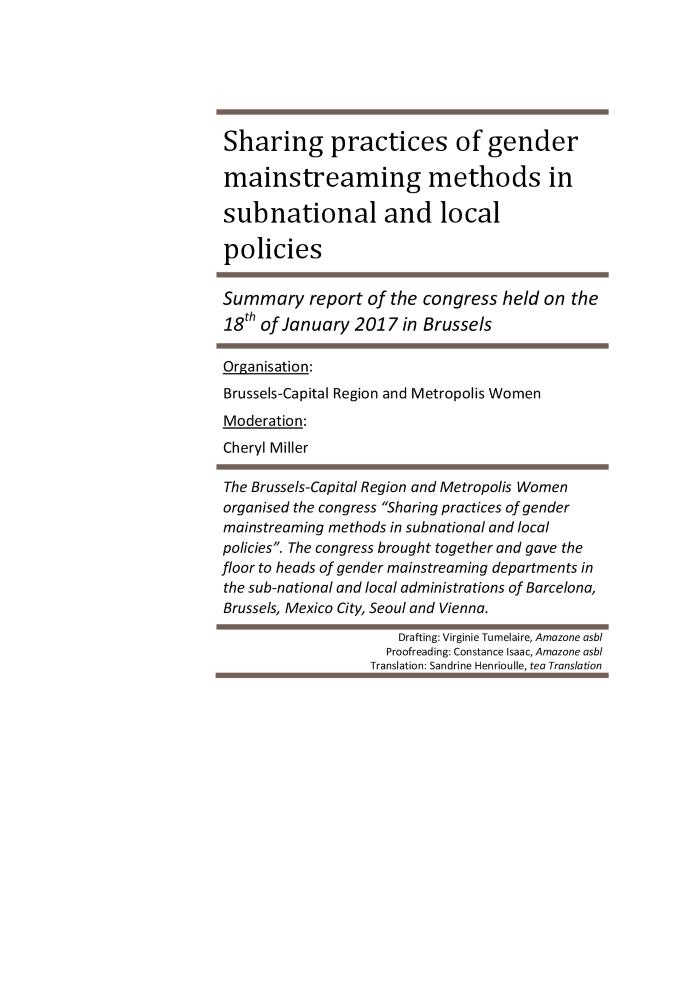 Sharing practices of gender
mainstreaming methods in
subnational and local
policies
Summary report of the congress held on the
18th of January 2017 in Brussels
Organisation:
Brussels-Capital Region and Metropolis Women
Moderation:
Cheryl Miller
The Brussels-Capital Region and Metropolis Women
organised the congress “Sharing practices of gender
mainstreaming methods in subnational and local
policies”. The congress brought together and gave the
floor to heads of gender mainstreaming departments in
the sub-national and local administrations of Barcelona,
Brussels, Mexico City, Seoul and Vienna.
Drafting: Virginie Tumelaire, Amazone asbl
Proofreading: Constance Isaac, Amazone asbl
Translation: Sandrine Henrioulle, tea Translation